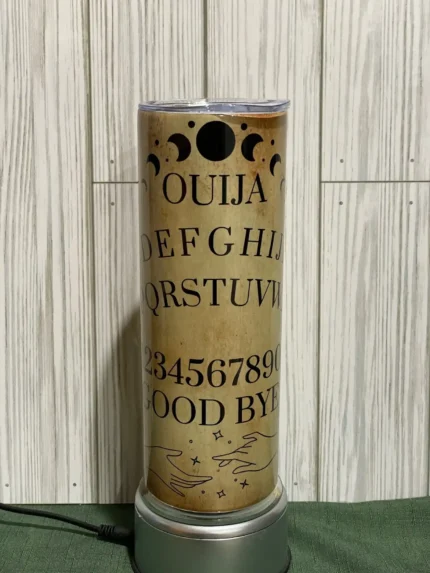 OUIJA
DEFGHIJ
QRSTUVW
234567890
GOOD BYE